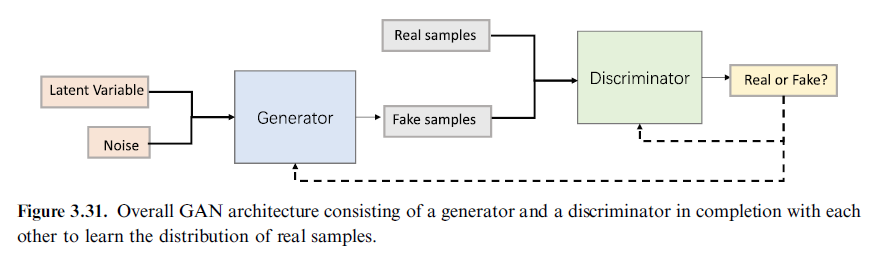 Real samples
Latent Variable
Discriminator
Real or Fake?
Generator
Fake samples
Noise
Figure 3.31. Overall GAN architecture consisting of a generator and a discriminator in completion with each
other to learn the distribution of real samples.